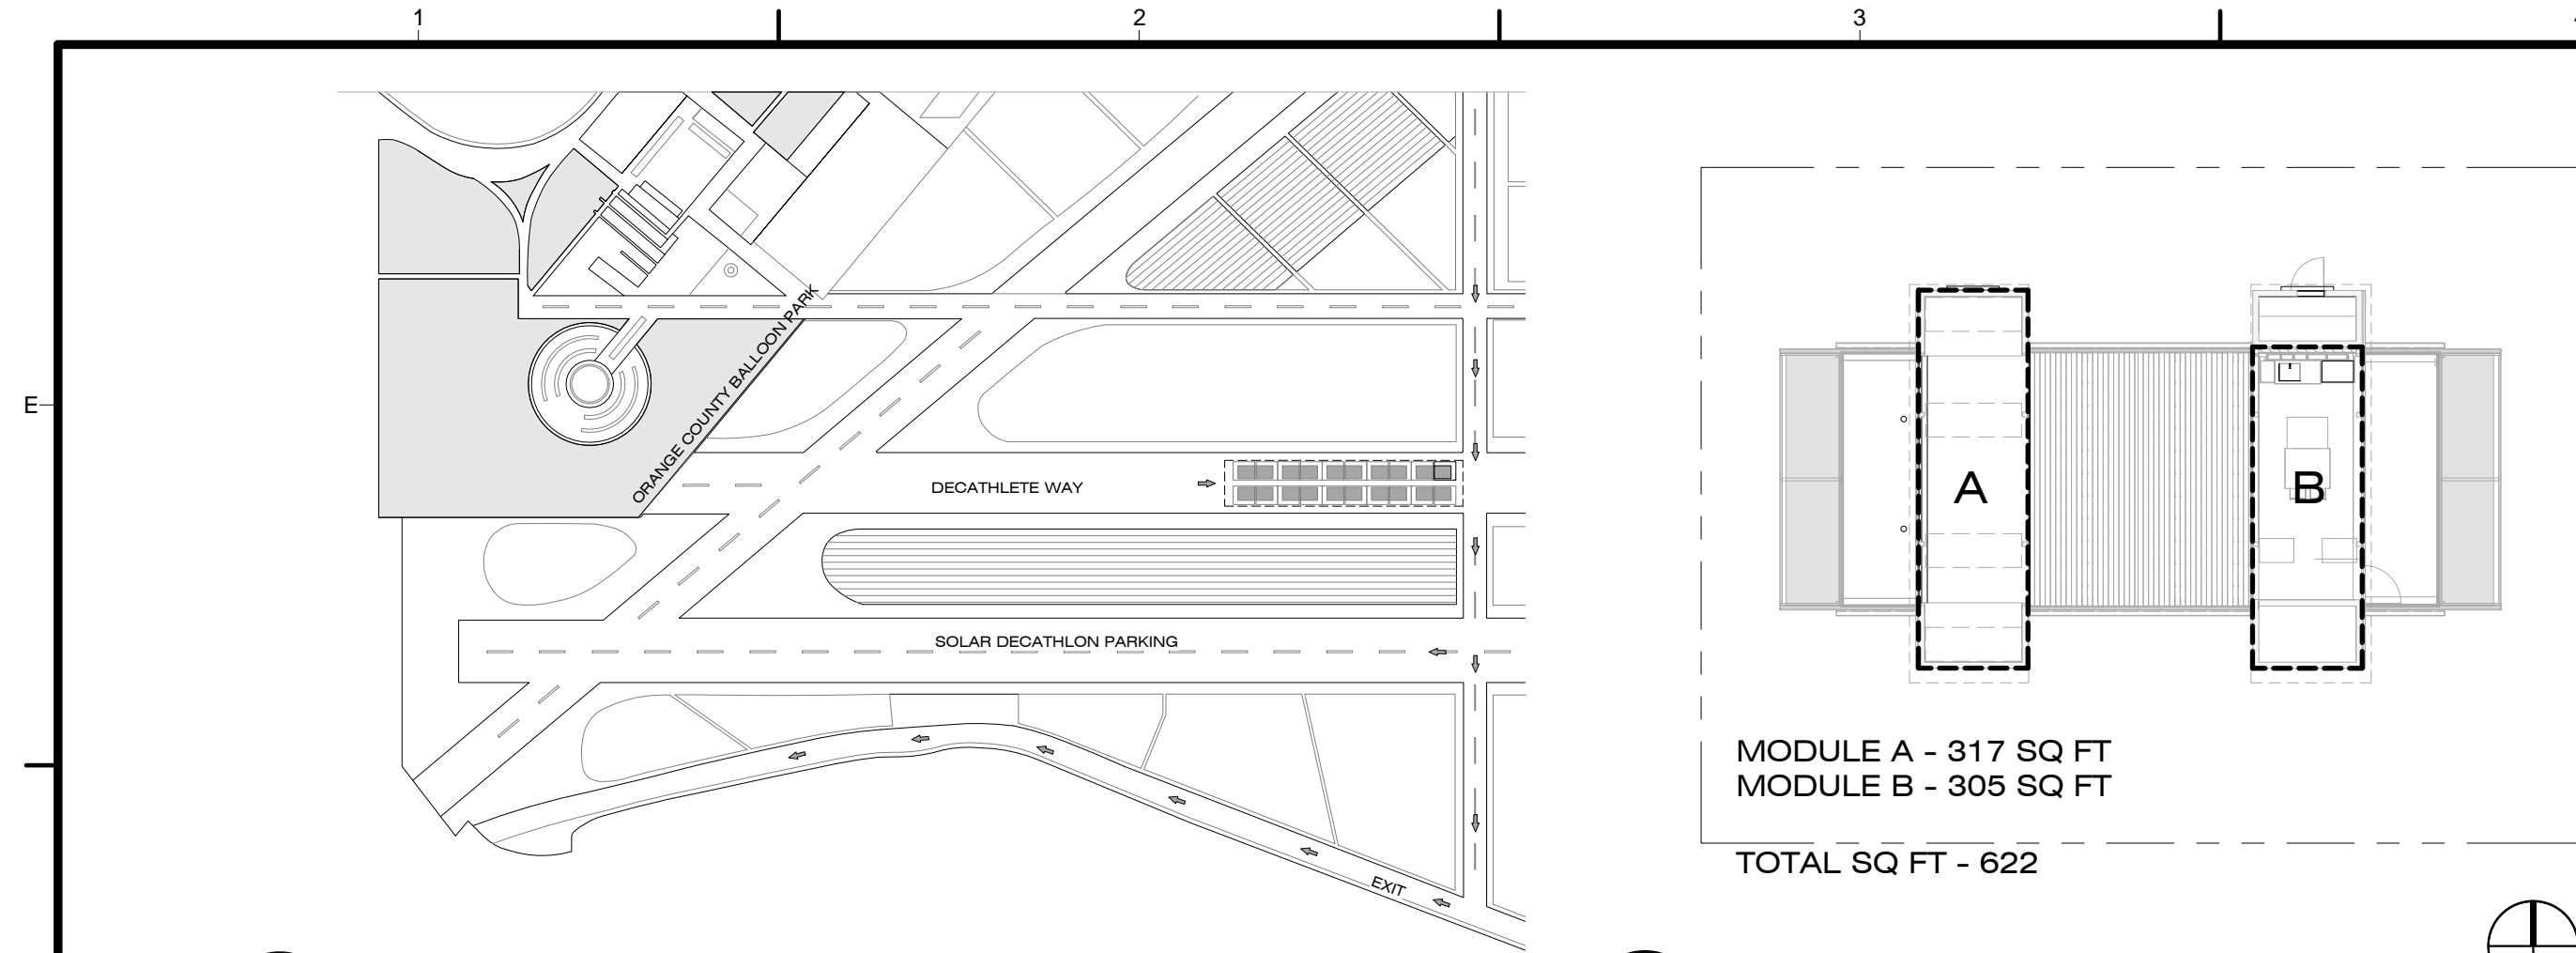 1
2
3
E
ORANGE COUNTY BALLOON PARK
DECATHLETE WAY
SOLAR DECATHLON PARKING
EXIT
A
B
MODULE A - 317 SQ FT
MODULE B - 305 SQ FT
TOTAL SQ FT - 622